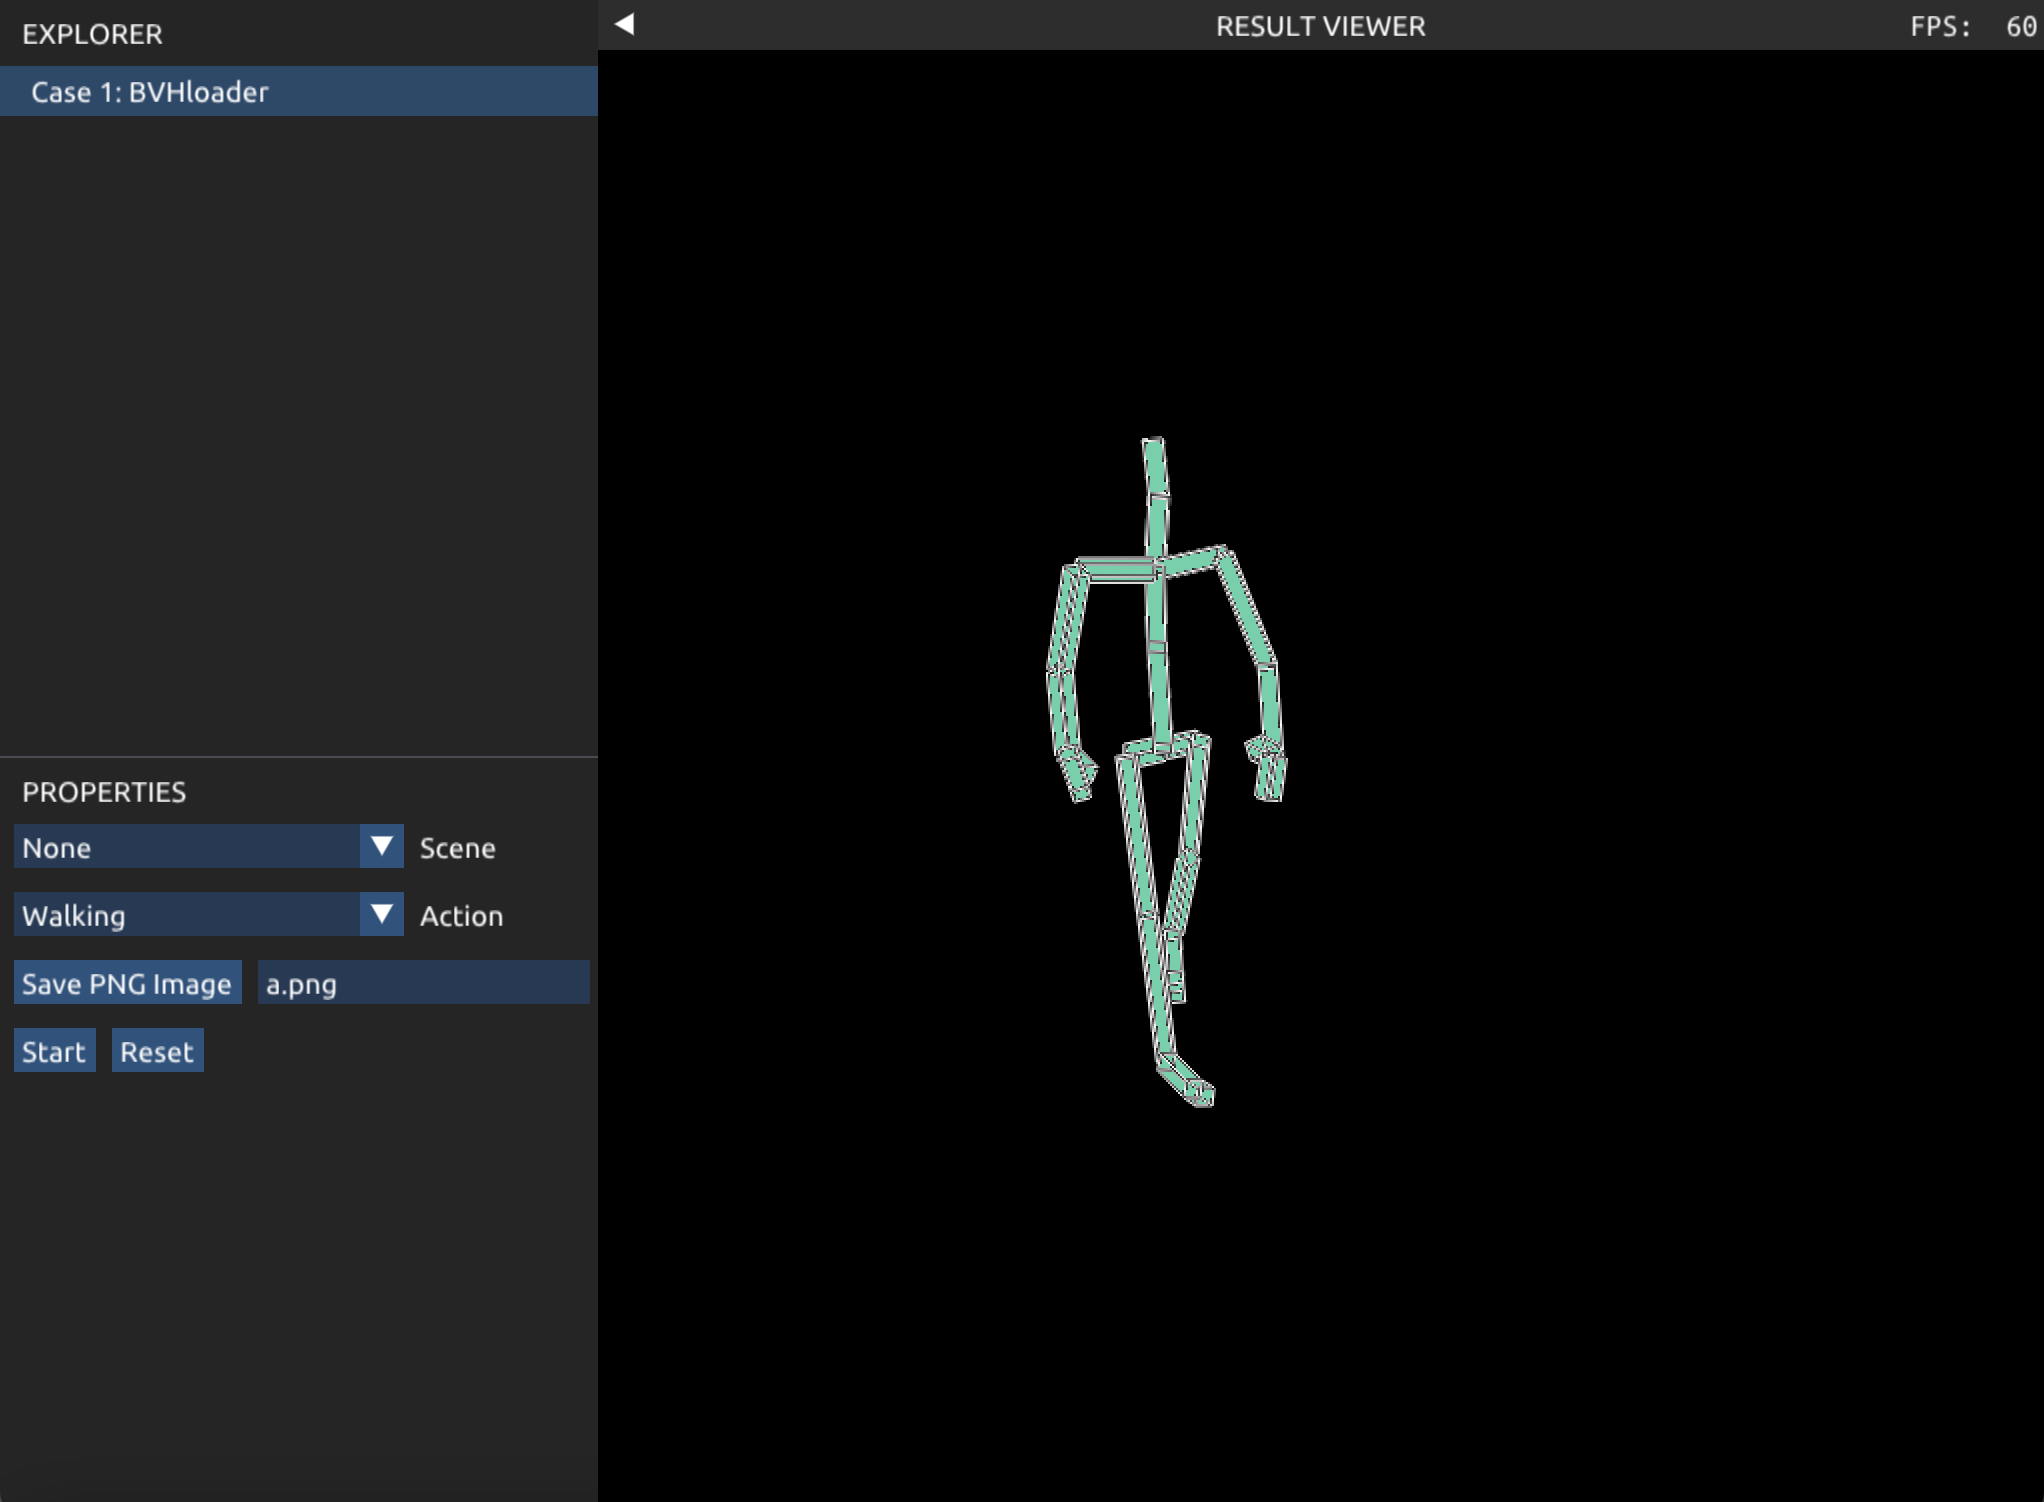 EXPLORER
Case 1: BVHloader
RESULT VIEWER
FPS: 60
PROPERTIES
None
Scene
Walking
Action
Save PNG Image
a.png
Start
Reset